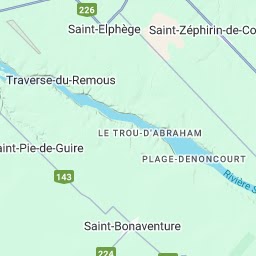 226
Saint-Elphège
Saint-Zéphirin-de-Co
Traverse-du-Remous
LE TROU-D'ABRAHAM
aint-Pie-de-Guire
PLAGE-DENONCOURT
143
Rivière S
Saint-Bonaventure
224